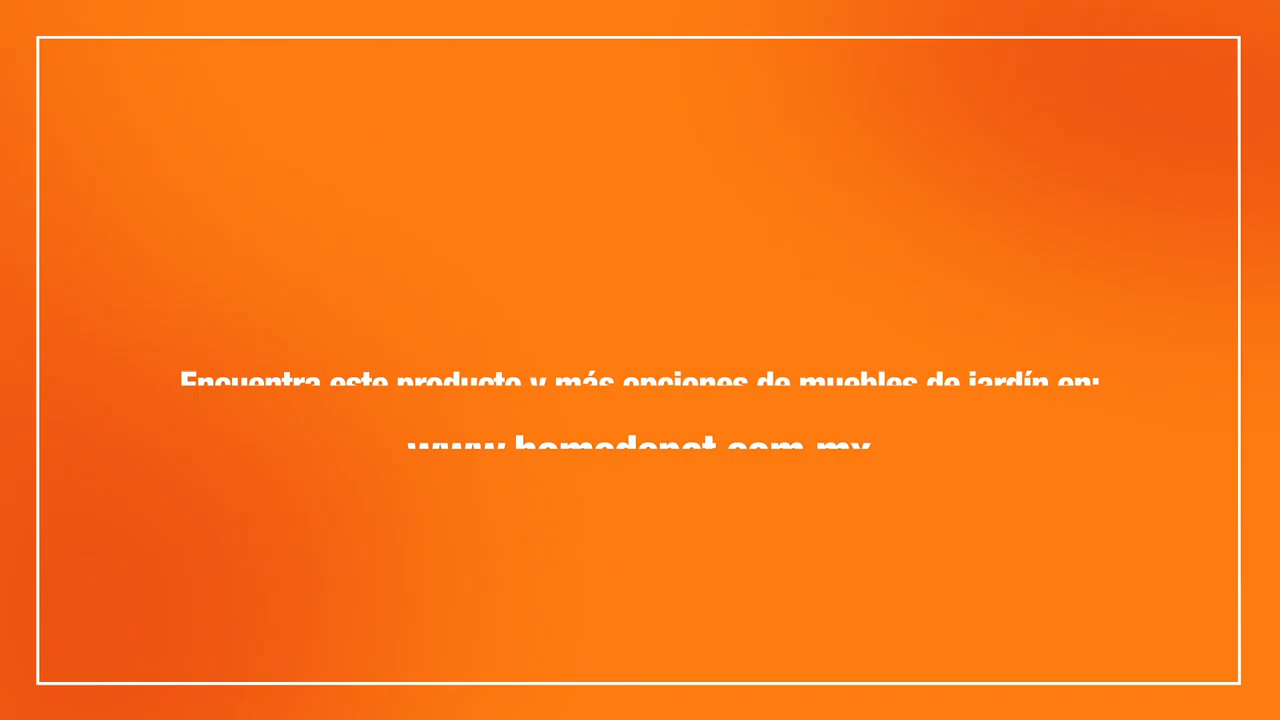 Encuentra este producto y más opciones de muebles de jardín en:
www.homedepot.com.mx